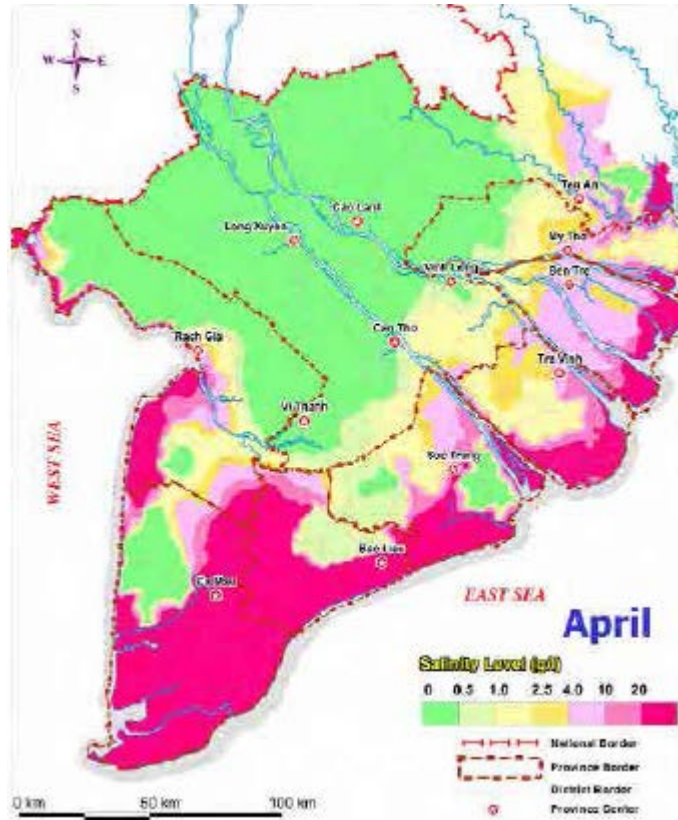 N
W E
S
Tan An
Cao Lanh
Long Xuyen
My Tho
Vinh Long
Ben Tre
Can Tho
Rach Gia
Tra Vinh
Vi Thanh
Soc Trang
WEST SEA
Bac Lieu
Ca Mau
EAST SEA
April
Salinity Level (g/l)
0 0.5 1.0 2.5 4.0 10 20
National Border
Province Border
District Border
Province Center
0 km 50 km 100 km